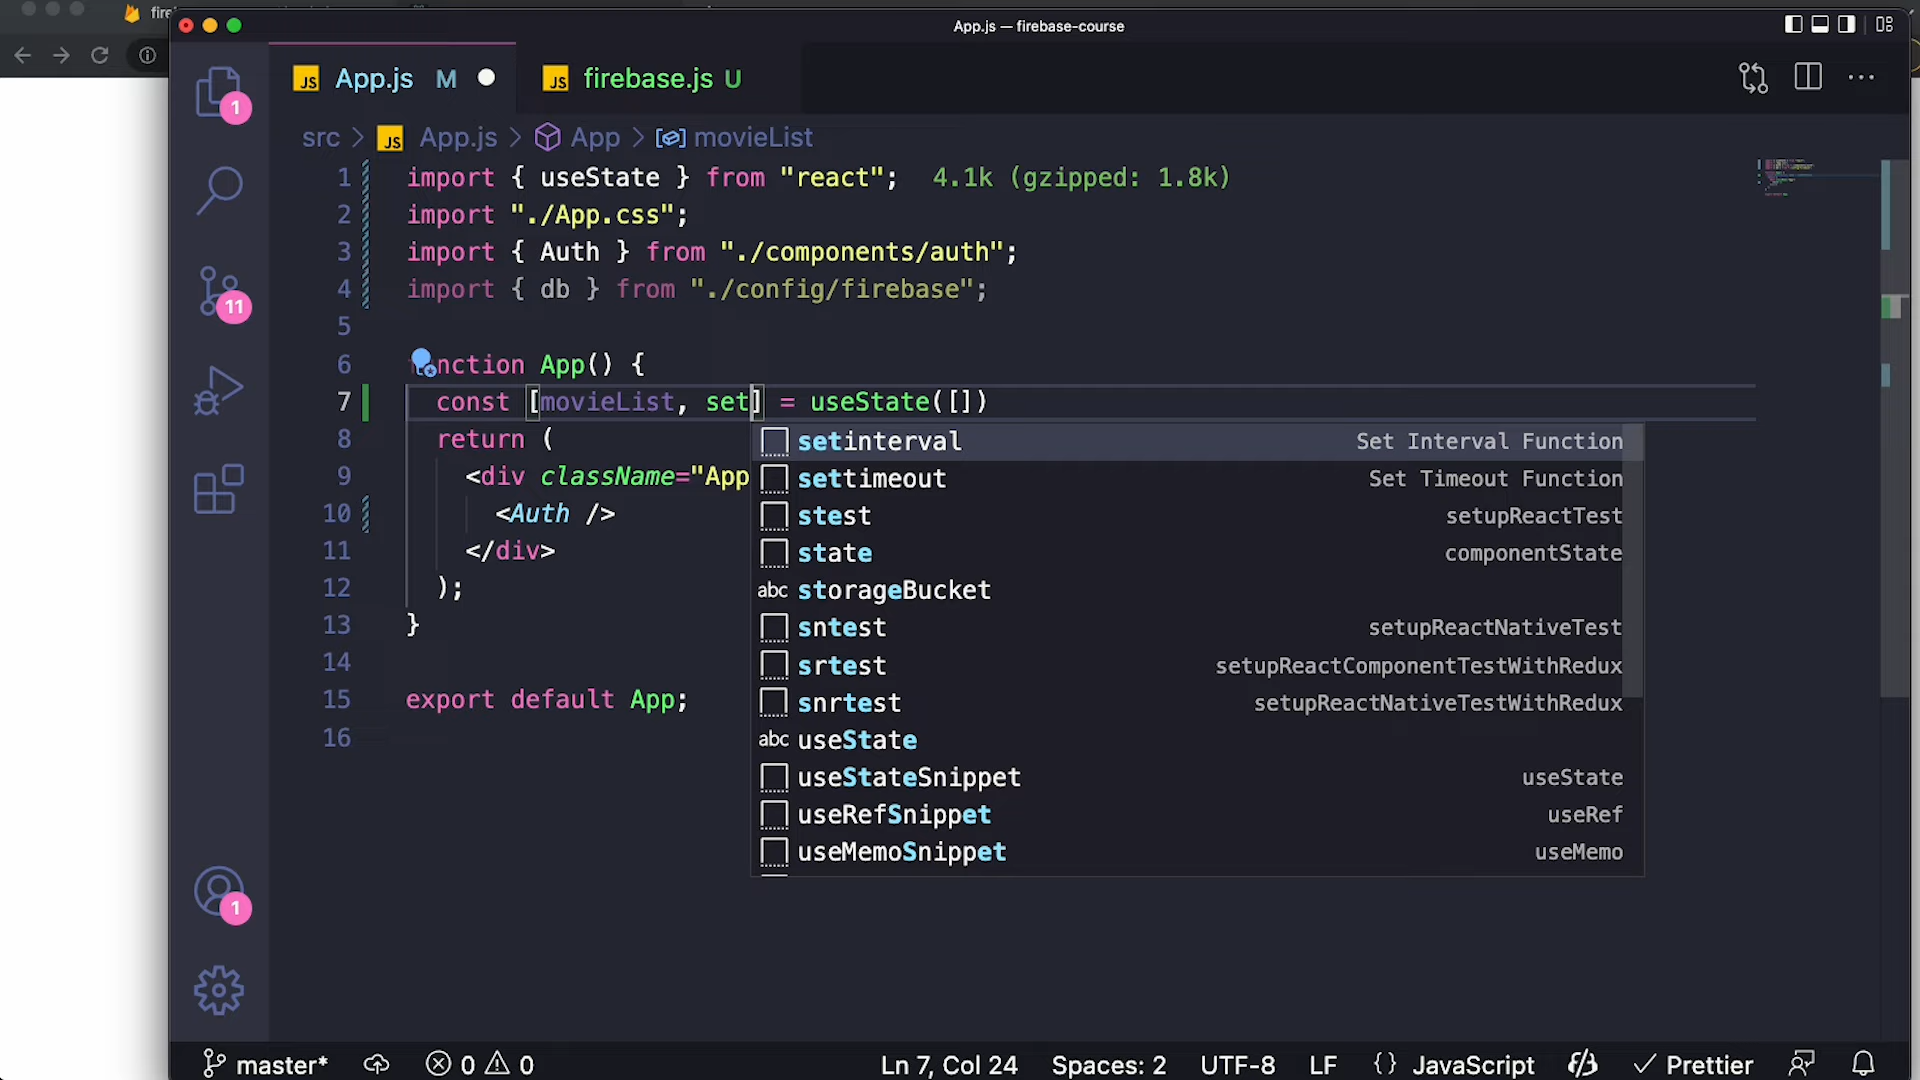 App.js — firebase-course
JS App.js M
JS firebase.js U
src > JS App.js > App > movieList
1 import { useState } from "react"; 4.1k (gzipped: 1.8k)
2 import "./App.css";
3 import { Auth } from "./components/auth";
4 import { db } from "./config/firebase";
5
6 nction App() {
7 const [movieList, set] = useState([])
8 return (
9 <div className="App
10 <Auth />
11 </div>
12 );
13 }
14
15 export default App;
16
setinterval Set Interval Function
settimeout Set Timeout Function
stest setupReactTest
state componentState
abc storageBucket
sntest setupReactNativeTest
srtest setupReactComponentTestWithRedux
snrtest setupReactNativeTestWithRedux
abc useState
useStateSnippet useState
useRefSnippet useRef
useMemoSnippet useMemo
1
11
1
master* 0 0 Ln 7, Col 24 Spaces: 2 UTF-8 LF {} JavaScript Prettier